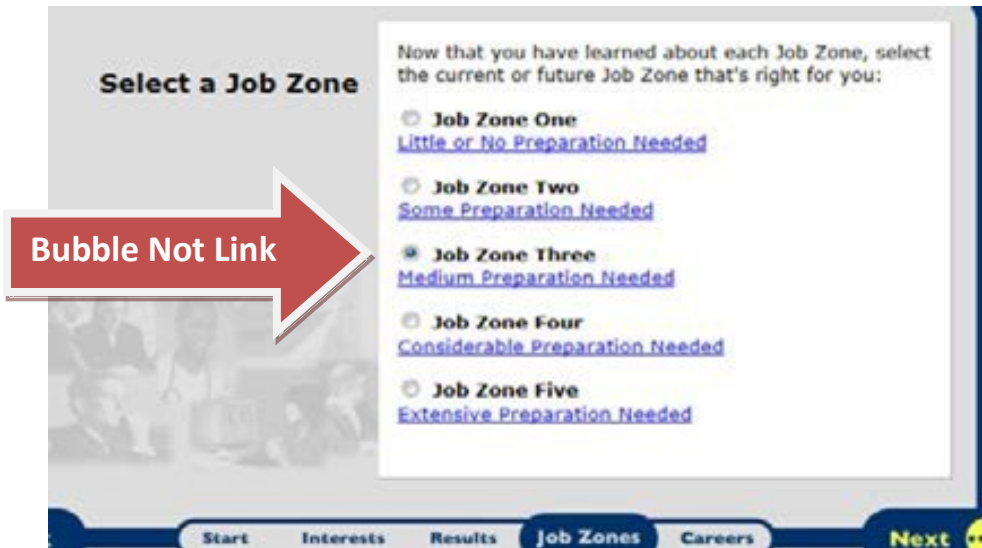 Select a Job Zone
Now that you have learned about each Job Zone, select
the current or future Job Zone that's right for you:
Job Zone One
Little or No Preparation Needed
Job Zone Two
Some Preparation Needed
Bubble Not Link
Job Zone Three
Medium Preparation Needed
Job Zone Four
Considerable Preparation Needed
Job Zone Five
Extensive Preparation Needed
Start Interests Results Job Zones Careers Next